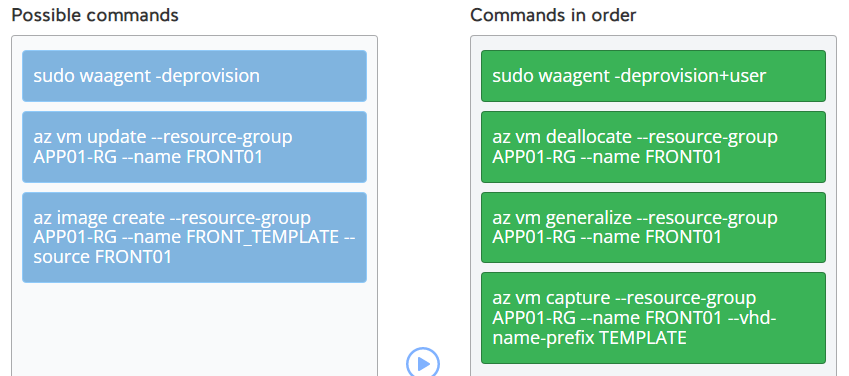 Possible commands
sudo waagent -deprovision
az vm update --resource-group
APP01-RG --name FRONT01
az image create --resource-group
APP01-RG --name FRONT_TEMPLATE --
source FRONT01
Commands in order
sudo waagent -deprovision+user
az vm deallocate --resource-group
APP01-RG --name FRONT01
az vm generalize --resource-group
APP01-RG --name FRONT01
az vm capture --resource-group
APP01-RG --name FRONT01 --vhd-
name-prefix TEMPLATE